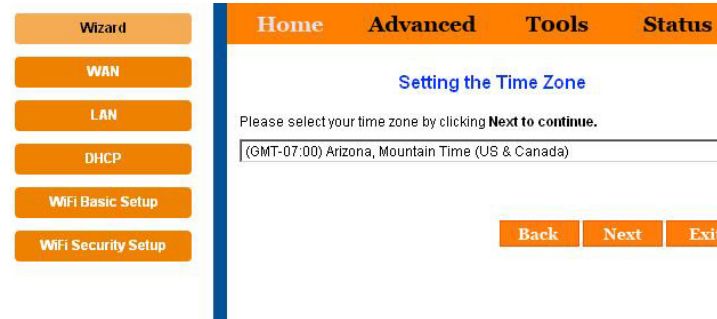 Wizard
WAN
LAN
DHCP
WiFi Basic Setup
WiFi Security Setup
Home Advanced Tools Status
Setting the Time Zone
Please select your time zone by clicking Next to continue.
(GMT-07:00) Arizona, Mountain Time (US & Canada)
Back Next Exit